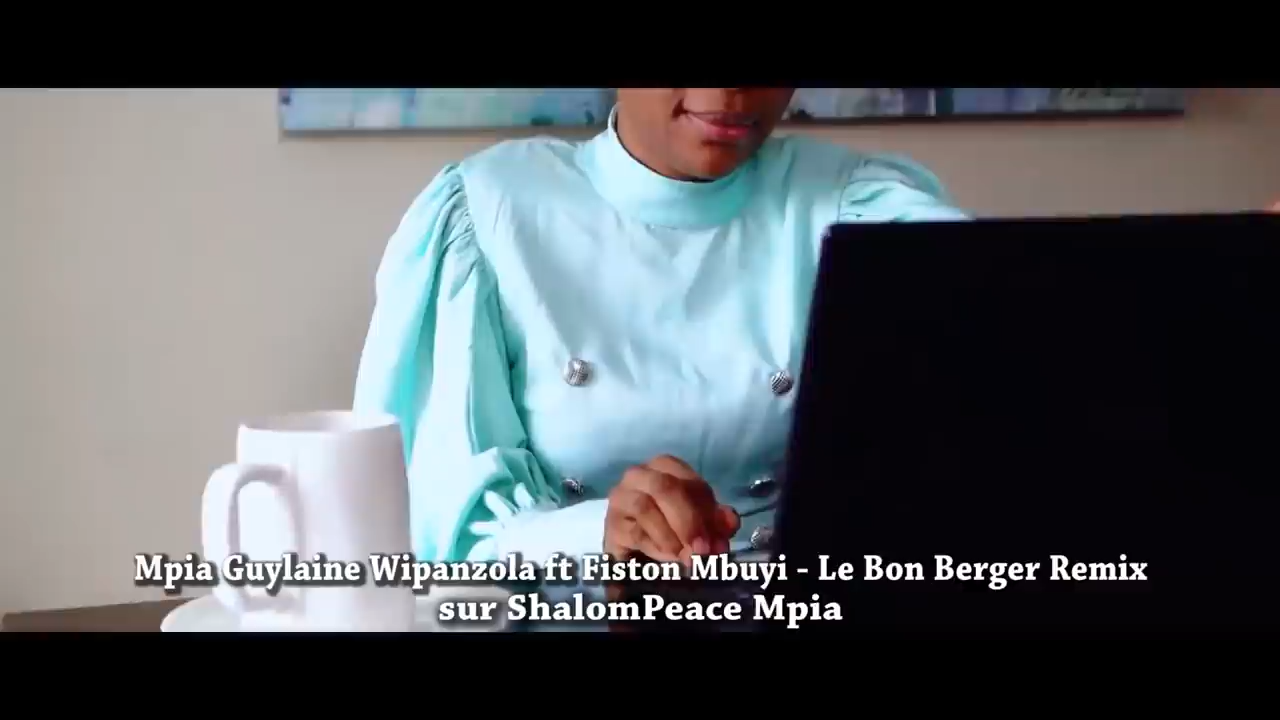 Mpia Guylaine Wipanzola ft Fiston Mbuyi - Le Bon Berger Remix
sur ShalomPeace Mpia